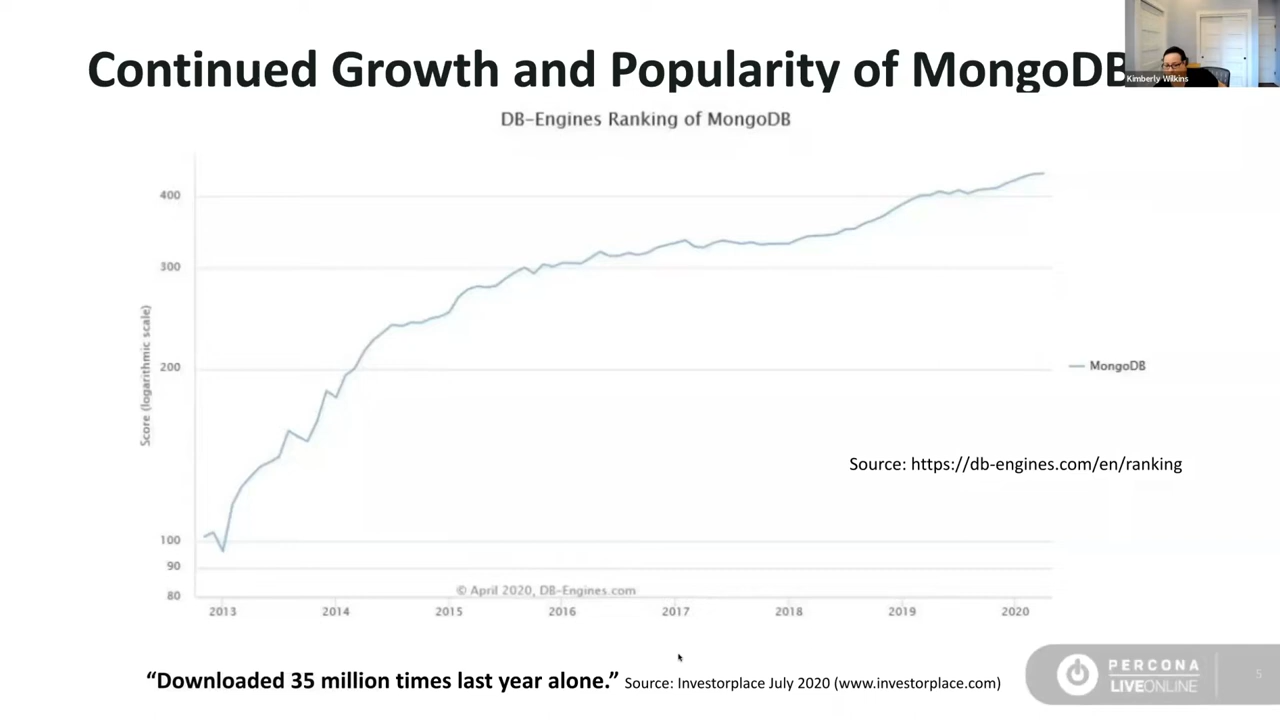 Continued Growth and Popularity of MongoDB
Kimberly Wilkins
DB-Engines Ranking of MongoDB
400
300
200
100
90
80
Score (logarithmic scale)
MongoDB
Source: https://db-engines.com/en/ranking
© April 2020, DB-Engines.com
2013 2014 2015 2016 2017 2018 2019 2020
“Downloaded 35 million times last year alone.” Source: Investorplace July 2020 (www.investorplace.com)
PERCONA
LIVEONLINE
5